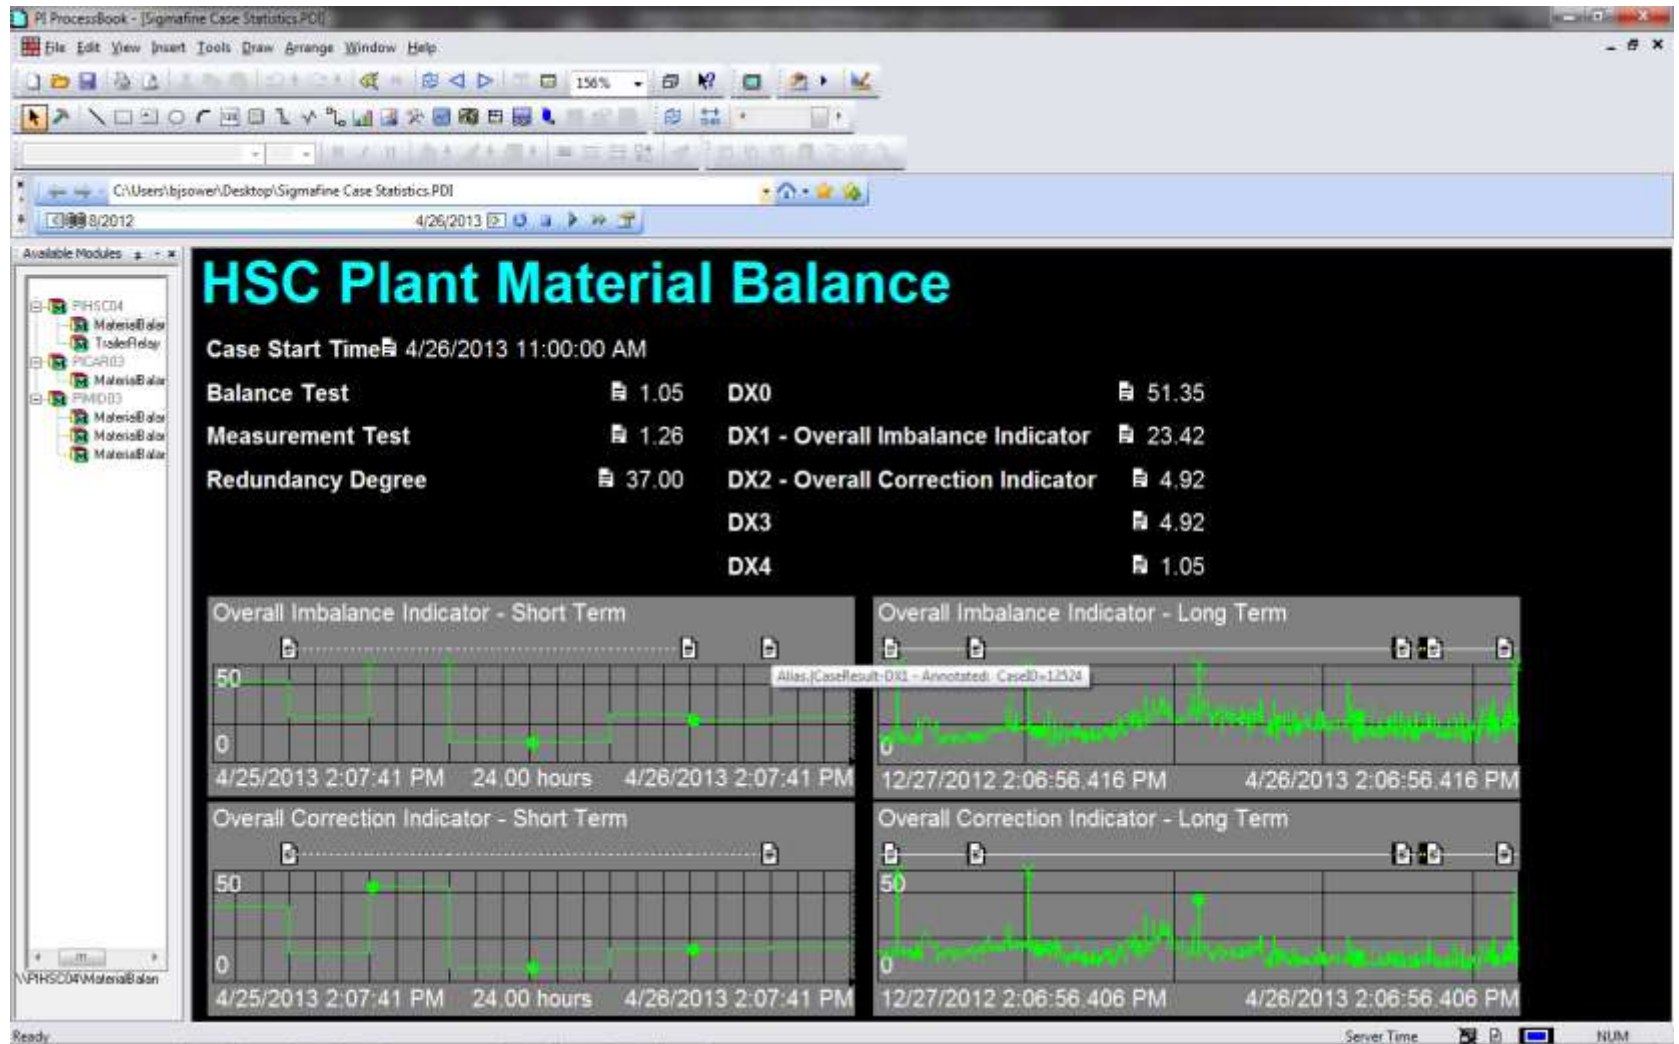 PI ProcessBook - [Sigmafine Case Statistics.PDI]
File Edit View Insert Tools Draw Arrange Window Help
156%
C:\Users\bjsower\Desktop\Sigmafine Case Statistics.PDI
8/2012 4/26/2013
Available Modules
PIHSC04
MaterialBalar
TrailerRelay
PICAR03
MaterialBalar
PIMID03
MaterialBalar
MaterialBalar
MaterialBalar
\\PIHSC04\MaterialBalan
HSC Plant Material Balance
Case Start Time 4/26/2013 11:00:00 AM
Balance Test 1.05 DX0 51.35
Measurement Test 1.26 DX1 - Overall Imbalance Indicator 23.42
Redundancy Degree 37.00 DX2 - Overall Correction Indicator 4.92
DX3 4.92
DX4 1.05
Overall Imbalance Indicator - Short Term
50
0
4/25/2013 2:07:41 PM 24.00 hours 4/26/2013 2:07:41 PM
Overall Imbalance Indicator - Long Term
Alias.|CaseResult-DX1 - Annotated: CaseID=12524
0
12/27/2012 2:06:56.416 PM 4/26/2013 2:06:56.416 PM
Overall Correction Indicator - Short Term
50
0
4/25/2013 2:07:41 PM 24.00 hours 4/26/2013 2:07:41 PM
Overall Correction Indicator - Long Term
50
0
12/27/2012 2:06:56.406 PM 4/26/2013 2:06:56.406 PM
Ready Server Time NUM